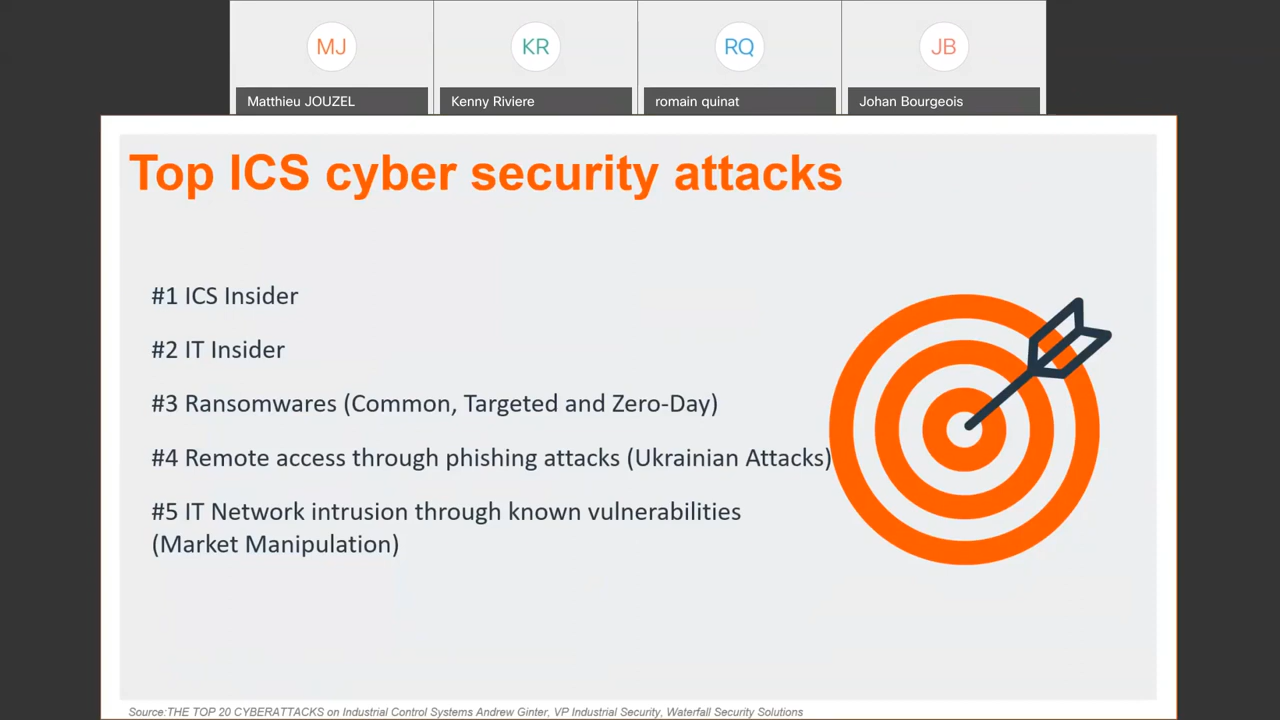 MJ
KR
RQ
JB
Matthieu JOUZEL
Kenny Riviere
romain quinat
Johan Bourgeois
Top ICS cyber security attacks
#1 ICS Insider
#2 IT Insider
#3 Ransomwares (Common, Targeted and Zero-Day)
#4 Remote access through phishing attacks (Ukrainian Attacks)
#5 IT Network intrusion through known vulnerabilities
(Market Manipulation)
Source:THE TOP 20 CYBERATTACKS on Industrial Control Systems Andrew Ginter, VP Industrial Security, Waterfall Security Solutions